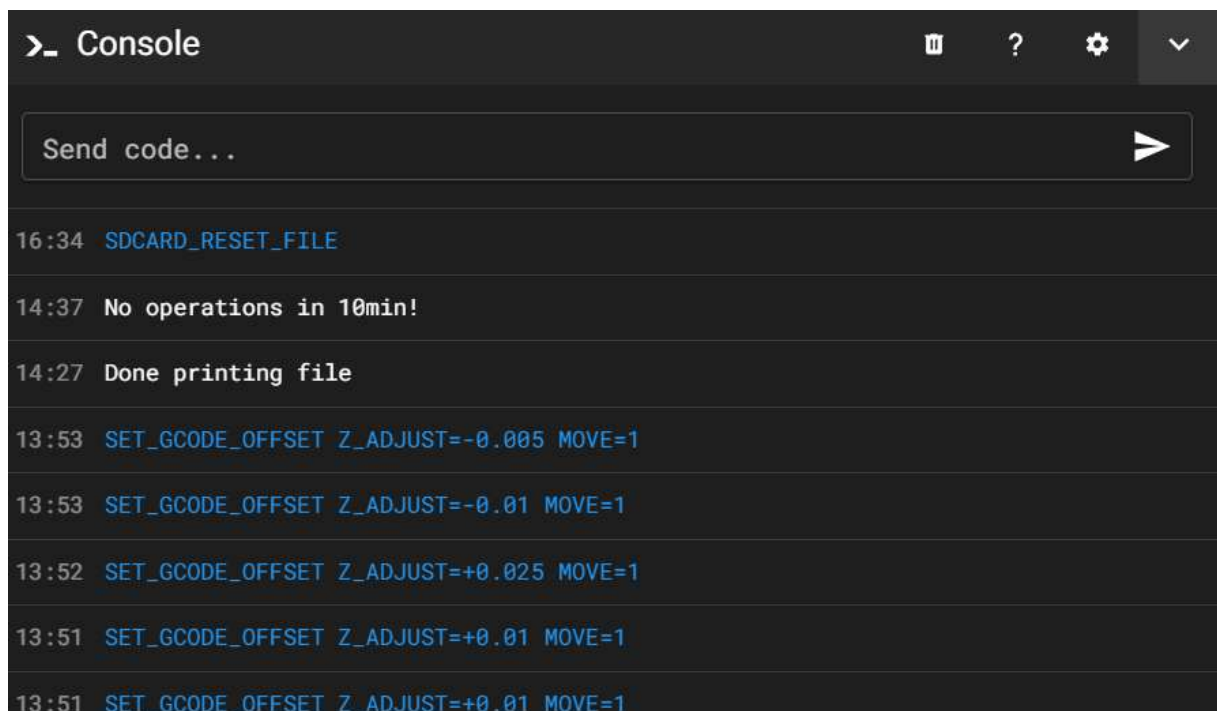 Console
?
Send code...
16:34 SDCARD_RESET_FILE
14:37 No operations in 10min!
14:27 Done printing file
13:53 SET_GCODE_OFFSET Z_ADJUST=-0.005 MOVE=1
13:53 SET_GCODE_OFFSET Z_ADJUST=-0.01 MOVE=1
13:52 SET_GCODE_OFFSET Z_ADJUST=+0.025 MOVE=1
13:51 SET_GCODE_OFFSET Z_ADJUST=+0.01 MOVE=1
13:51 SET_GCODE_OFFSET Z_ADJUST=+0.01 MOVE=1